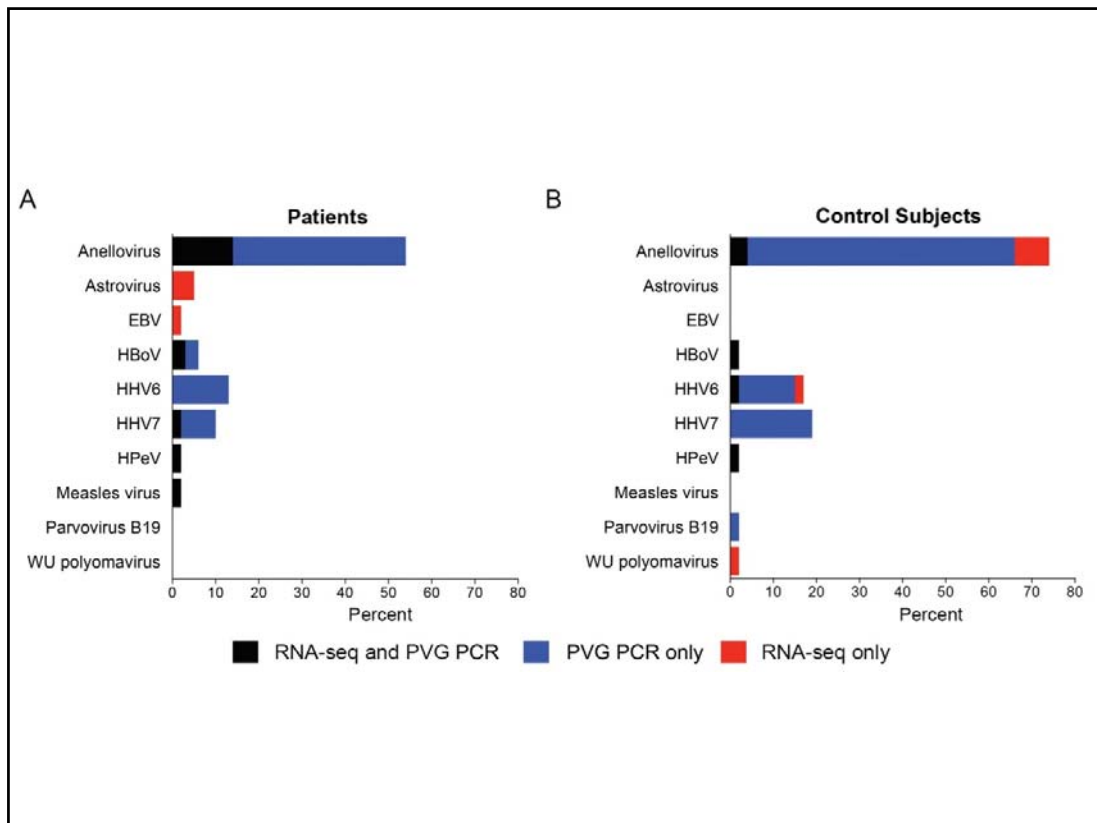 A
Patients
Anellovirus
Astrovirus
EBV
HBoV
HHV6
HHV7
HPeV
Measles virus
Parvovirus B19
WU polyomavirus
0 10 20 30 40 50 60 70 80
Percent
B
Control Subjects
Anellovirus
Astrovirus
EBV
HBoV
HHV6
HHV7
HPeV
Measles virus
Parvovirus B19
WU polyomavirus
0 10 20 30 40 50 60 70 80
Percent
RNA-seq and PVG PCR PVG PCR only RNA-seq only